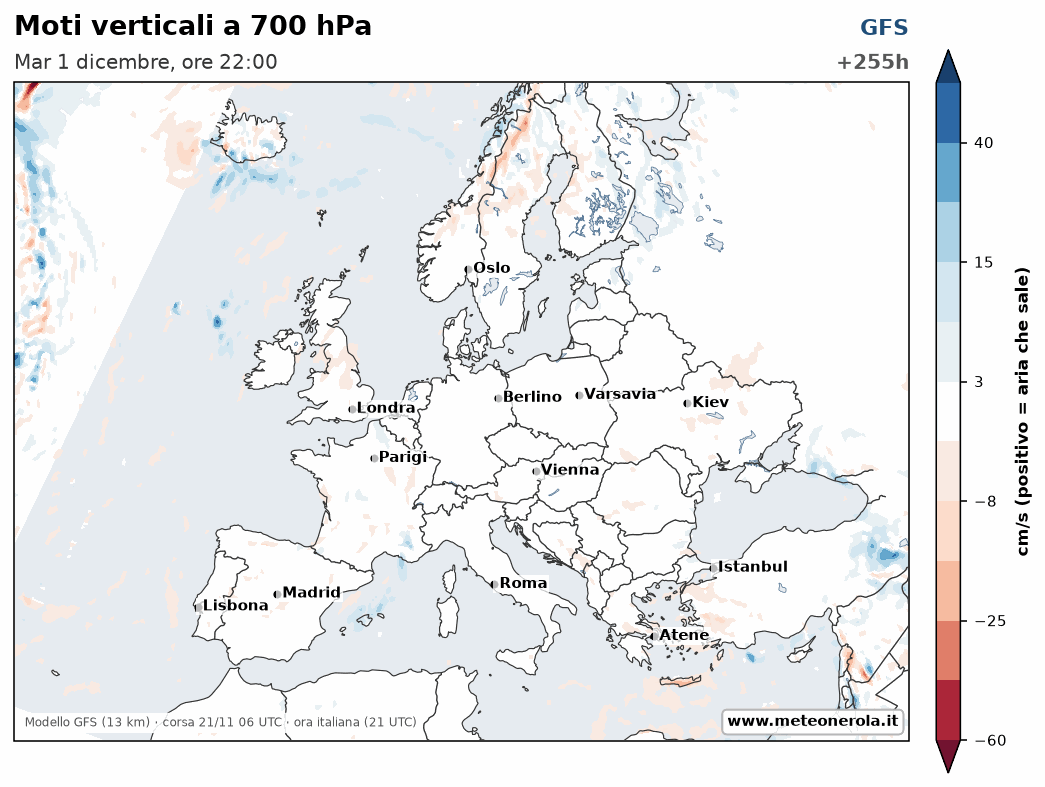 Moti verticali a 700 hPa
GFS
Mar 1 dicembre, ore 22:00
+255h
40
15
3
−8
−25
−60
cm/s (positivo = aria che sale)
Oslo
Londra
Berlino
Varsavia
Kiev
Parigi
Vienna
Istanbul
Roma
Madrid
Lisbona
Atene
Modello GFS (13 km) · corsa 21/11 06 UTC · ora italiana (21 UTC)
www.meteonerola.it